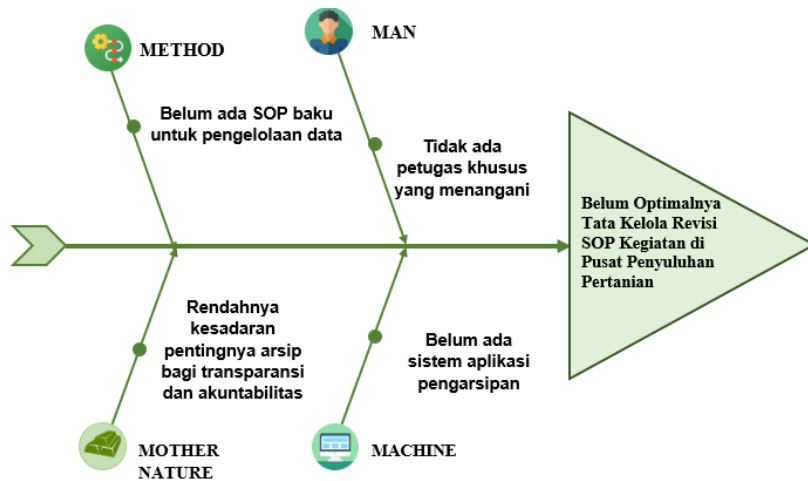 METHOD
MAN
Belum ada SOP baku
untuk pengelolaan data
Tidak ada
petugas khusus
yang menangani
Belum Optimalnya
Tata Kelola Revisi
SOP Kegiatan di
Pusat Penyuluhan
Pertanian
Rendahnya
kesadaran
pentingnya arsip
bagi transparansi
dan akuntabilitas
Belum ada
sistem aplikasi
pengarsipan
MOTHER
NATURE
MACHINE